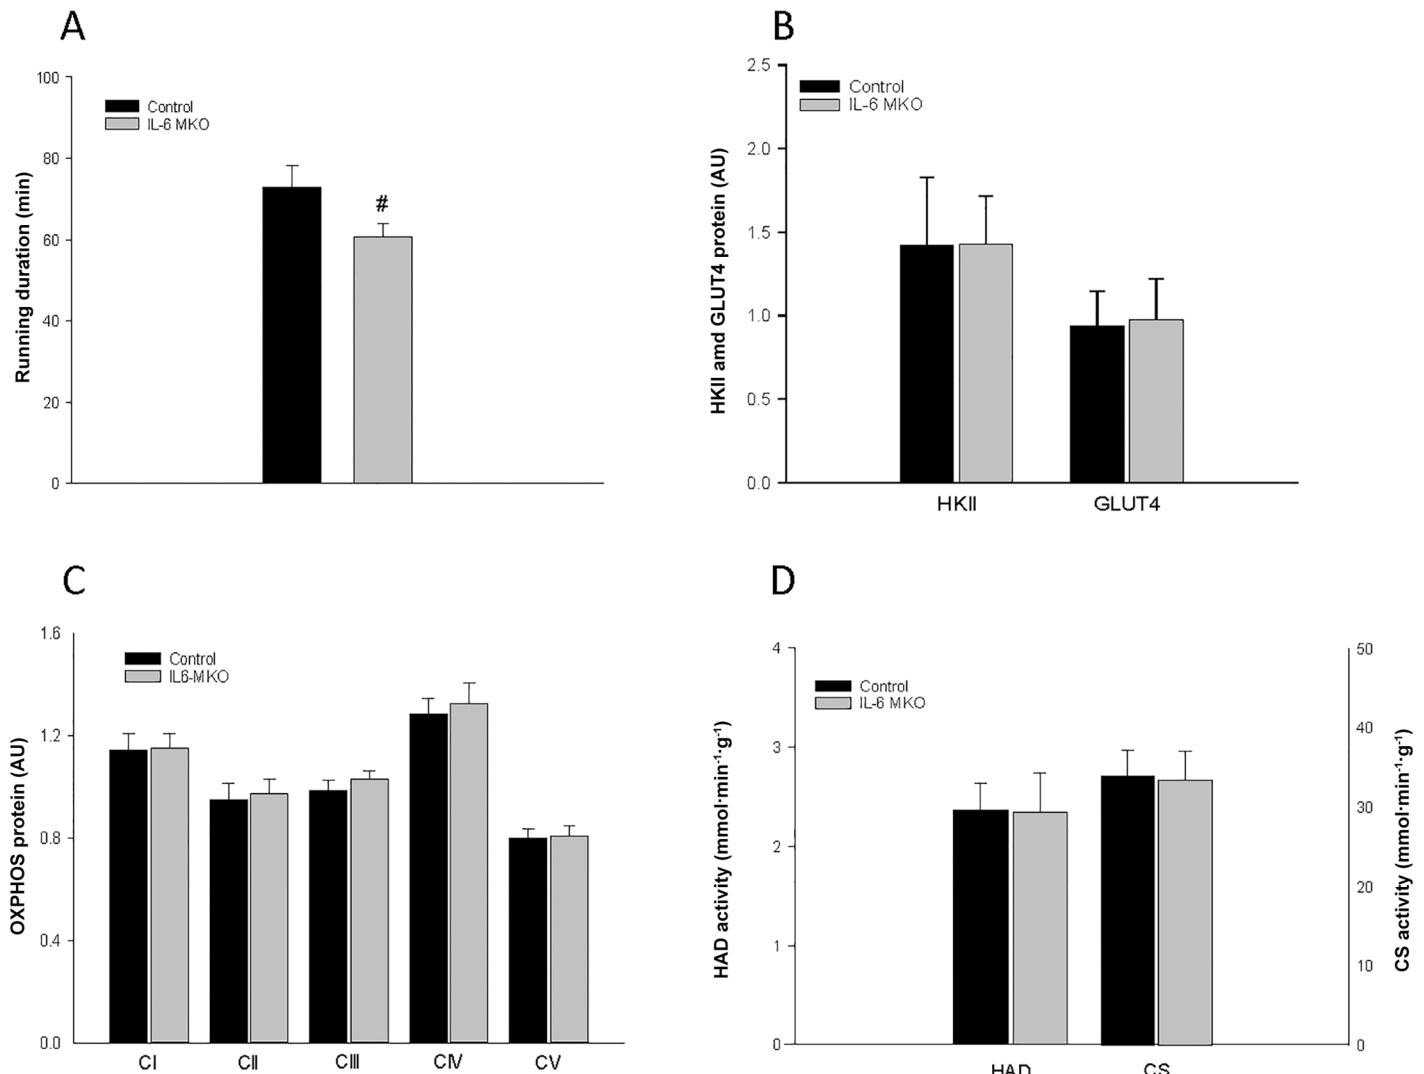 A
Running duration (min)
100
80
60
40
20
0
Control
IL-6 MKO
#
B
HKII amd GLUT4 protein (AU)
2.5
2.0
1.5
1.0
0.5
0.0
Control
IL-6 MKO
HKII
GLUT4
C
OXPHOS protein (AU)
1.6
1.2
0.8
0.4
0.0
Control
IL6-MKO
CI
CII
CIII
CIV
CV
D
HAD activity (mmol·min⁻¹·g⁻¹)
4
3
2
1
0
Control
IL-6 MKO
HAD
CS
50
40
30
20
10
0
CS activity (mmol·min⁻¹·g⁻¹)